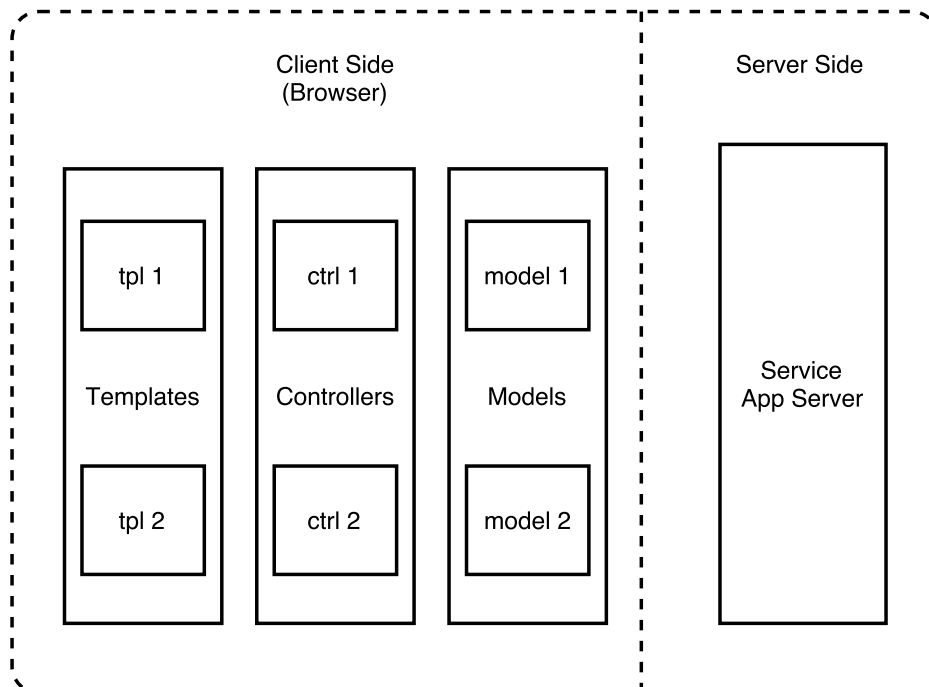 Client Side
(Browser)
Server Side
tpl 1
ctrl 1
model 1
Templates
Controllers
Models
Service
App Server
tpl 2
ctrl 2
model 2